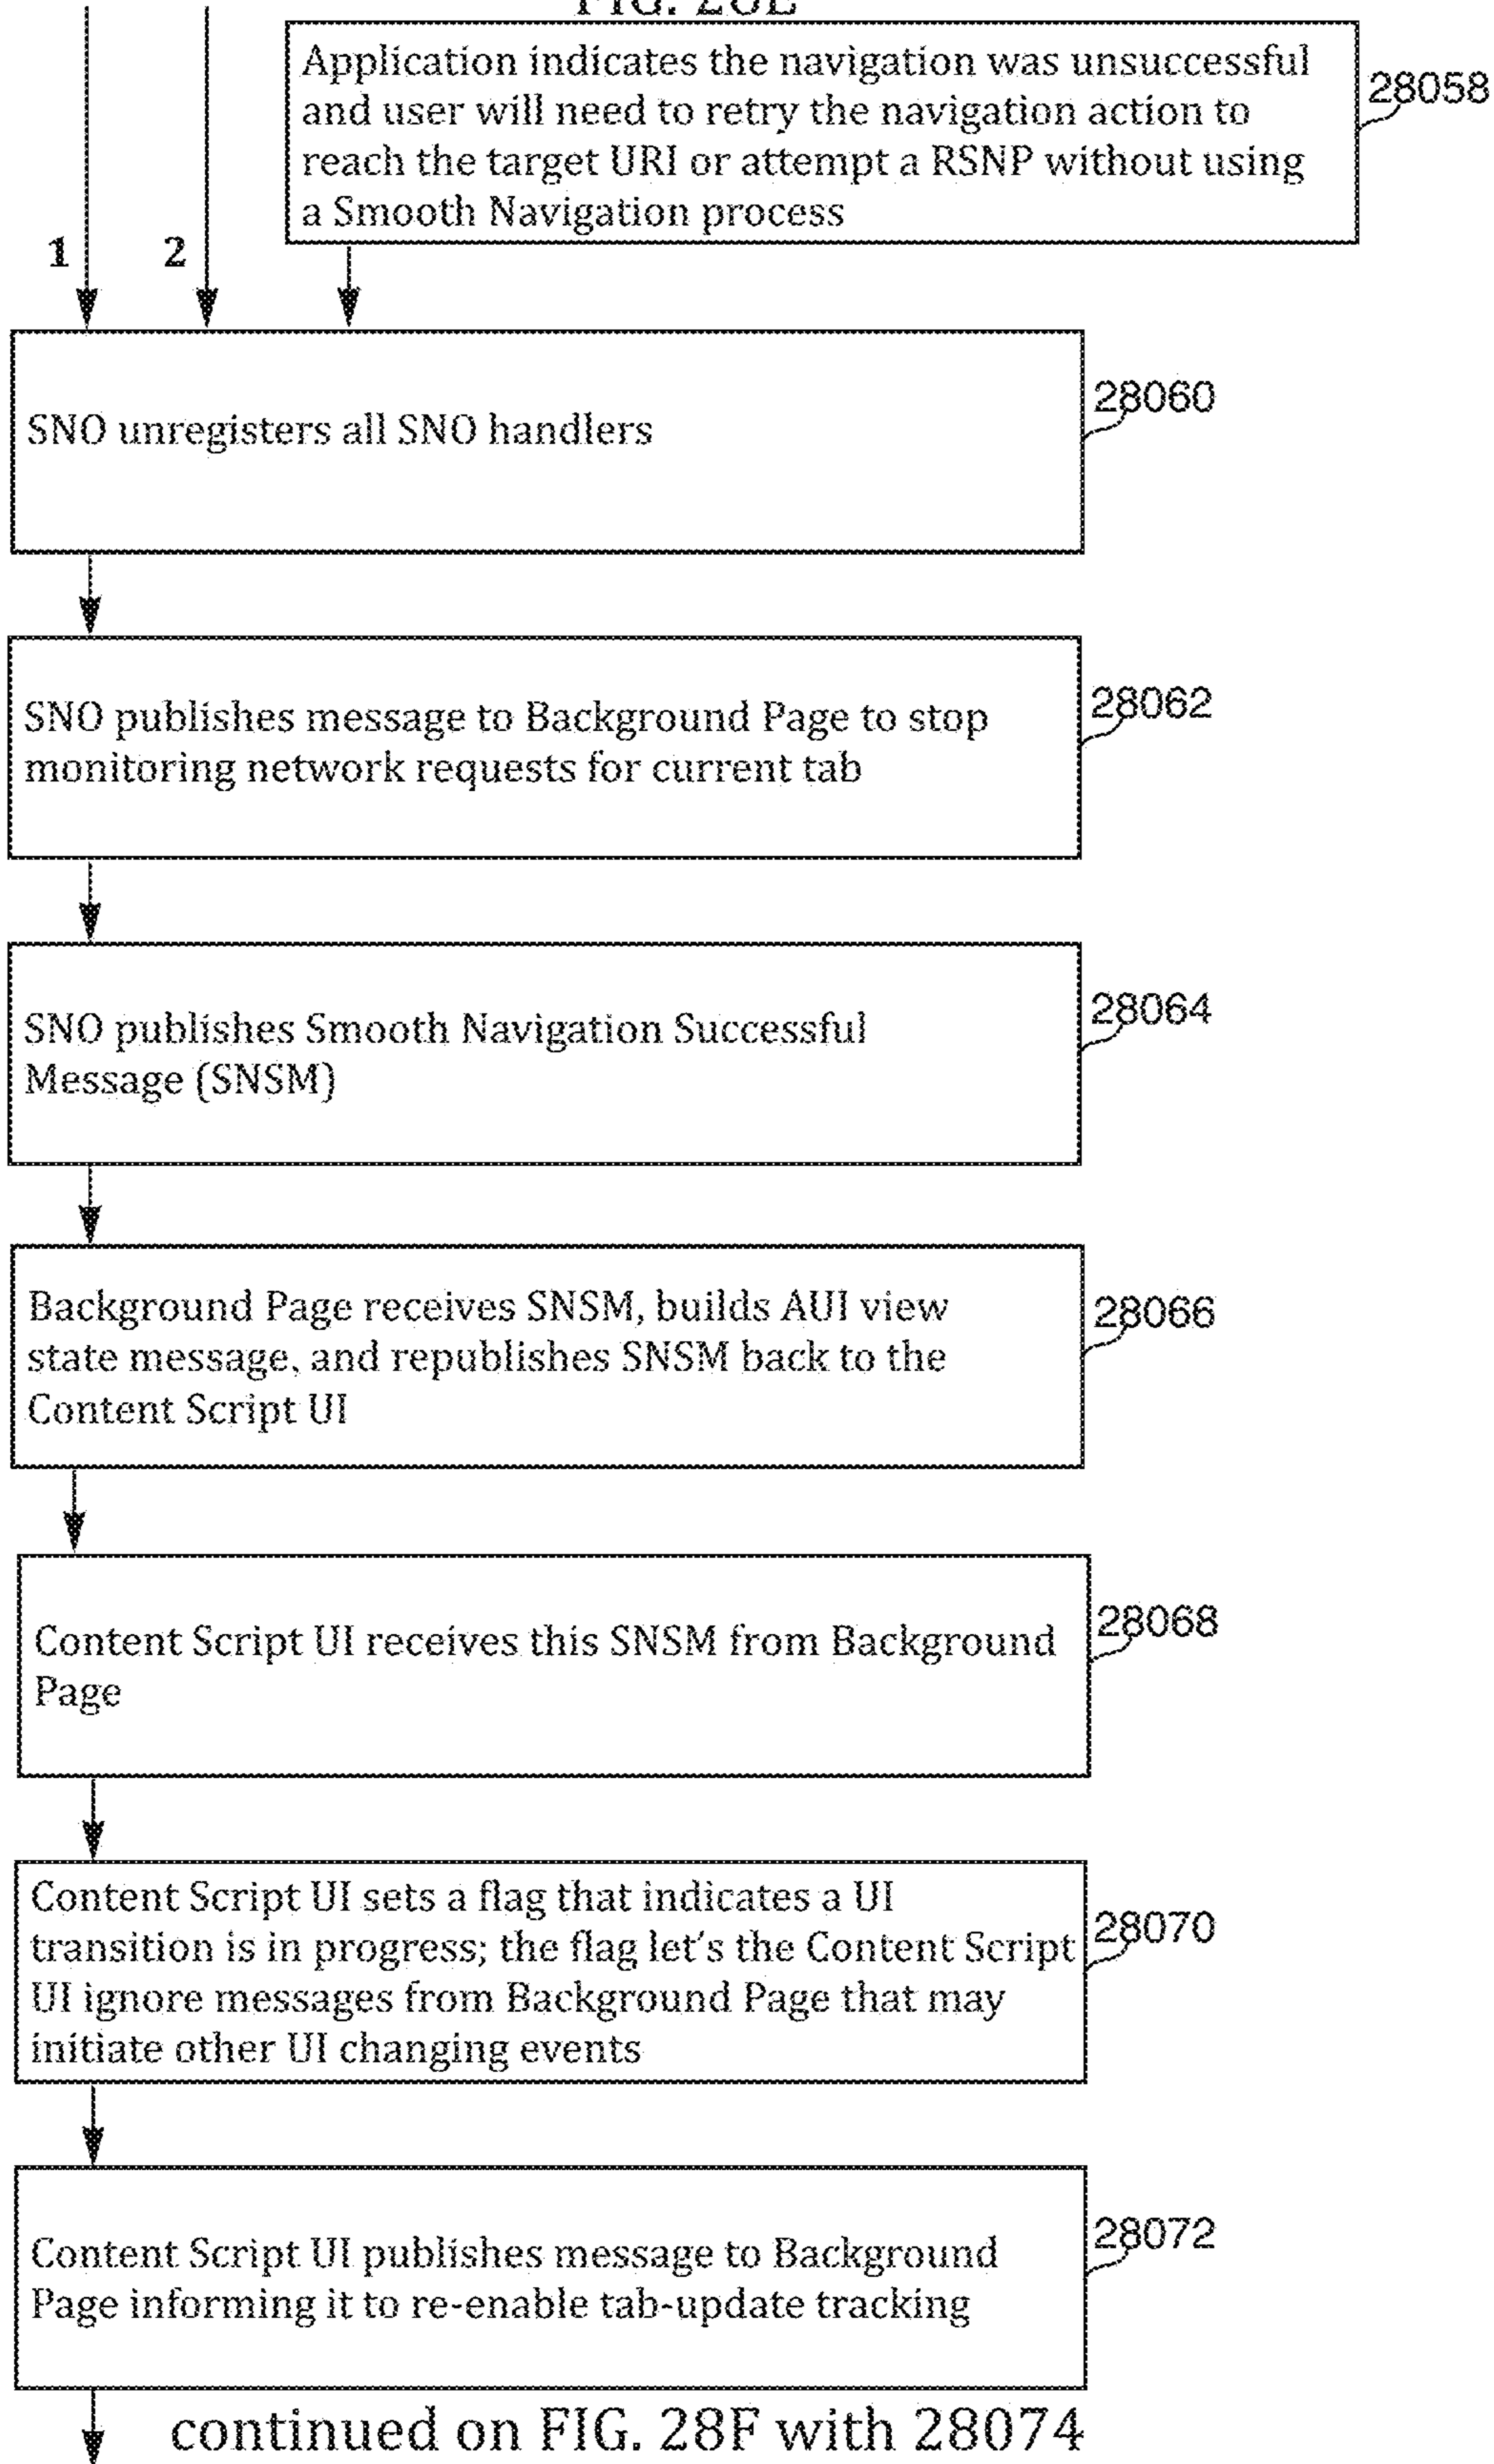 FIG. 28E
Application indicates the navigation was unsuccessful
and user will need to retry the navigation action to
reach the target URI or attempt a RSNP without using
a Smooth Navigation process
28058
1
2
SNO unregisters all SNO handlers
28060
SNO publishes message to Background Page to stop
monitoring network requests for current tab
28062
SNO publishes Smooth Navigation Successful
Message (SNSM)
28064
Background Page receives SNSM, builds AUI view
state message, and republishes SNSM back to the
Content Script UI
28066
Content Script UI receives this SNSM from Background
Page
28068
Content Script UI sets a flag that indicates a UI
transition is in progress; the flag let's the Content Script
UI ignore messages from Background Page that may
initiate other UI changing events
28070
Content Script UI publishes message to Background
Page informing it to re-enable tab-update tracking
28072
continued on FIG. 28F with 28074